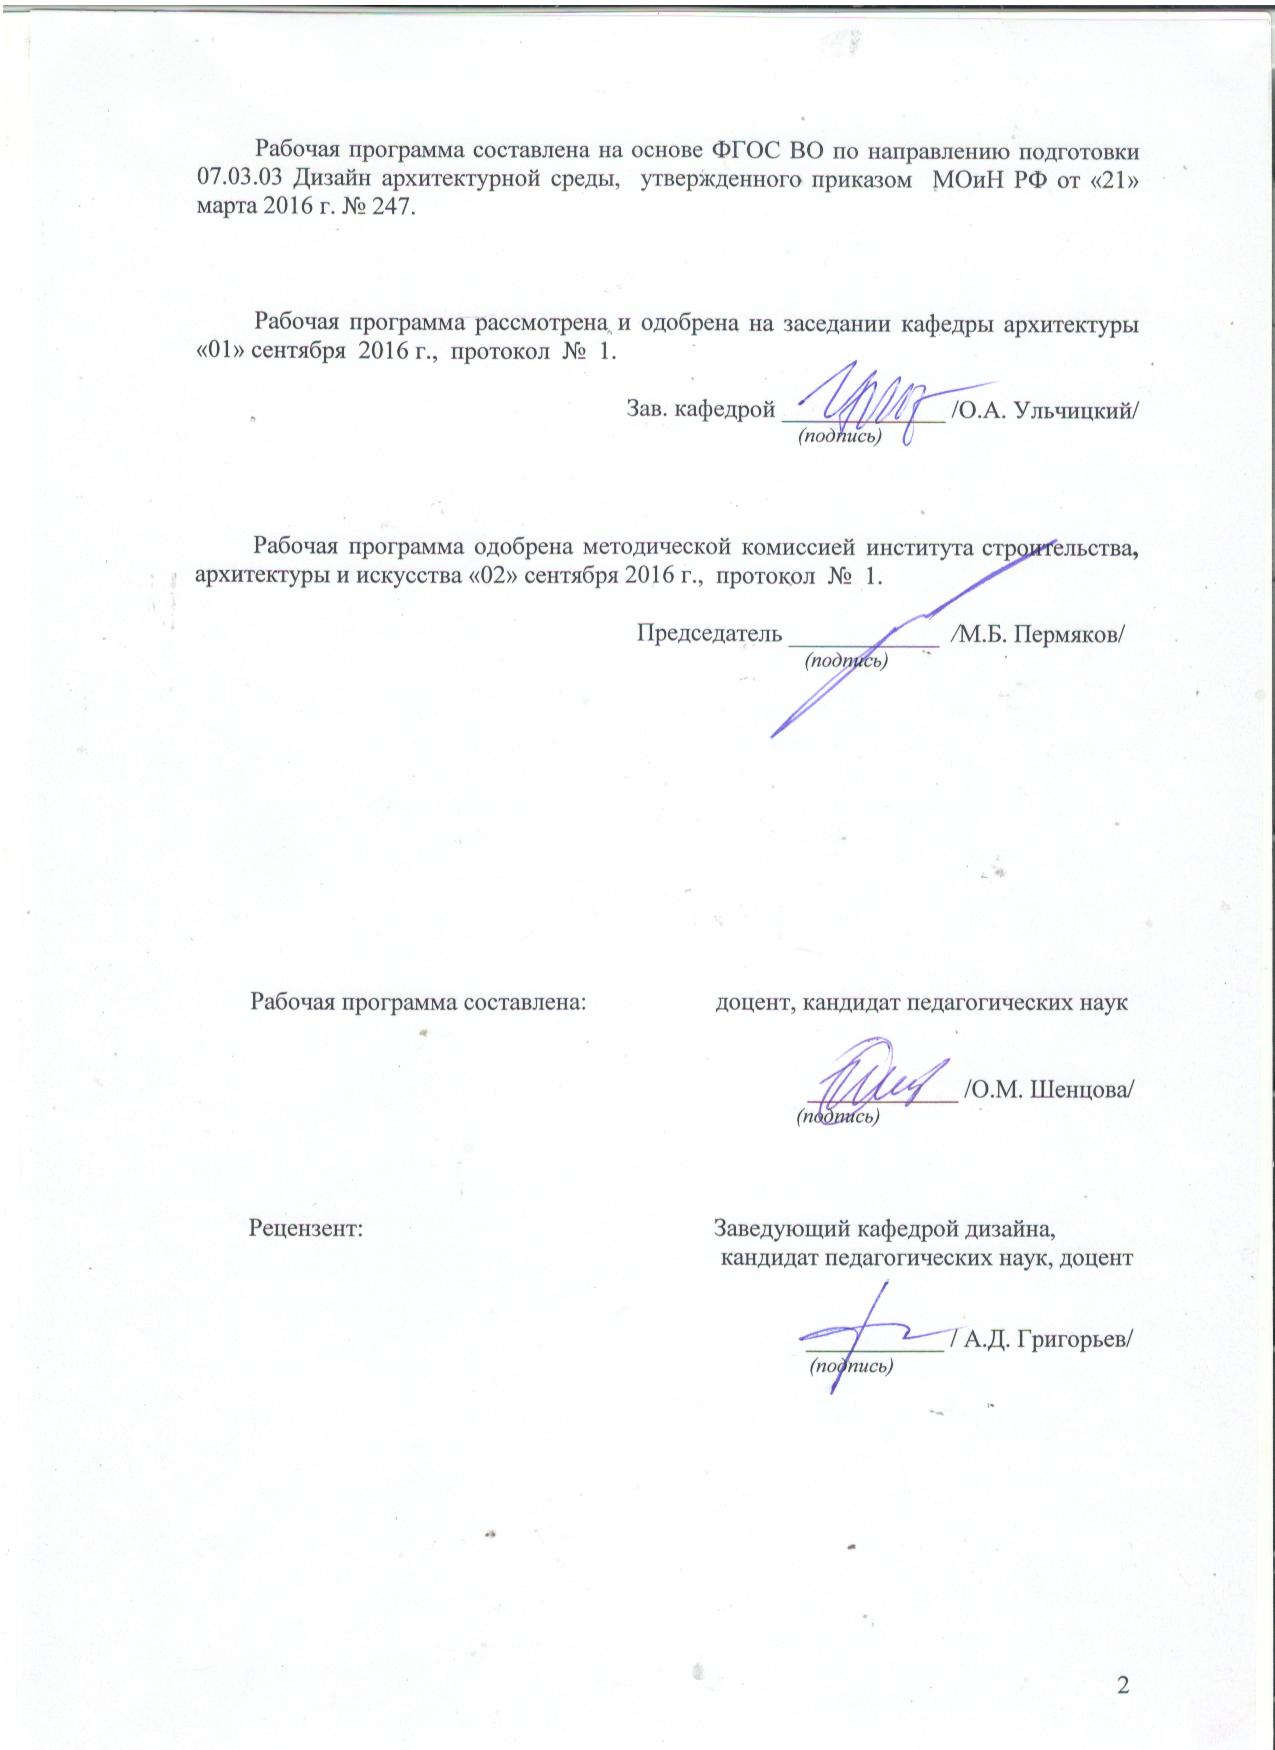 Рабочая программа составлена на основе ФГОС ВО по направлению подготовки
07.03.03 Дизайн архитектурной среды, утвержденного приказом МОиН РФ от «21»
марта 2016 г. № 247.
Рабочая программа рассмотрена и одобрена на заседании кафедры архитектуры
«01» сентября 2016 г., протокол № 1.
Зав. кафедрой _____________ /О.А. Ульчицкий/
(подпись)
Рабочая программа одобрена методической комиссией института строительства,
архитектуры и искусства «02» сентября 2016 г., протокол № 1.
Председатель ____________ /М.Б. Пермяков/
(подпись)
Рабочая программа составлена: доцент, кандидат педагогических наук
____________ /О.М. Шенцова/
(подпись)
Рецензент: Заведующий кафедрой дизайна,
кандидат педагогических наук, доцент
___________ / А.Д. Григорьев/
(подпись)
2